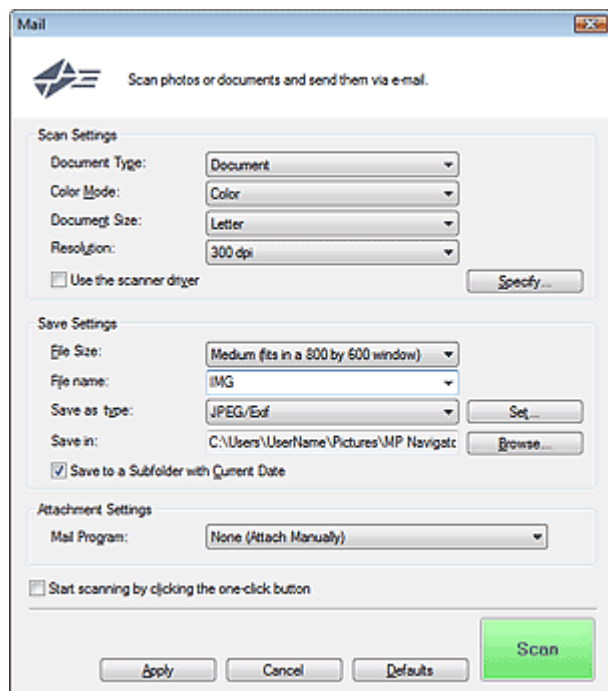 Mail
Scan photos or documents and send them via e-mail.
Scan Settings
Document Type: Document
Color Mode: Color
Document Size: Letter
Resolution: 300 dpi
Use the scanner driver Specify...
Save Settings
File Size: Medium (fits in a 800 by 600 window)
File name: IMG
Save as type: JPEG/Exif Set...
Save in: C:\Users\UserName\Pictures\MP Navigatc Browse...
Save to a Subfolder with Current Date
Attachment Settings
Mail Program: None (Attach Manually)
Start scanning by clicking the one-click button
Scan
Apply Cancel Defaults